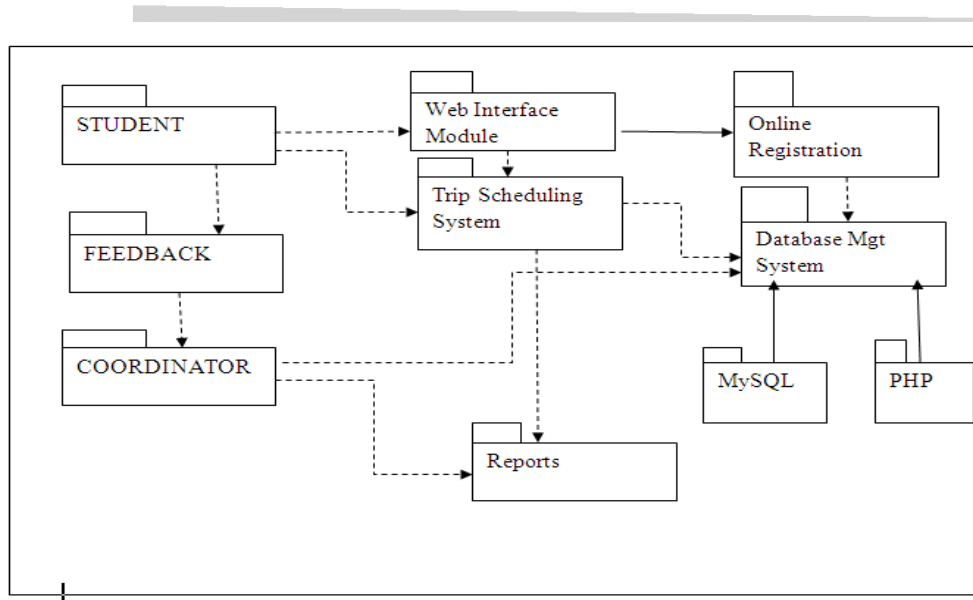 STUDENT
Web Interface
Module
Online
Registration
Trip Scheduling
System
FEEDBACK
Database Mgt
System
COORDINATOR
MySQL
PHP
Reports